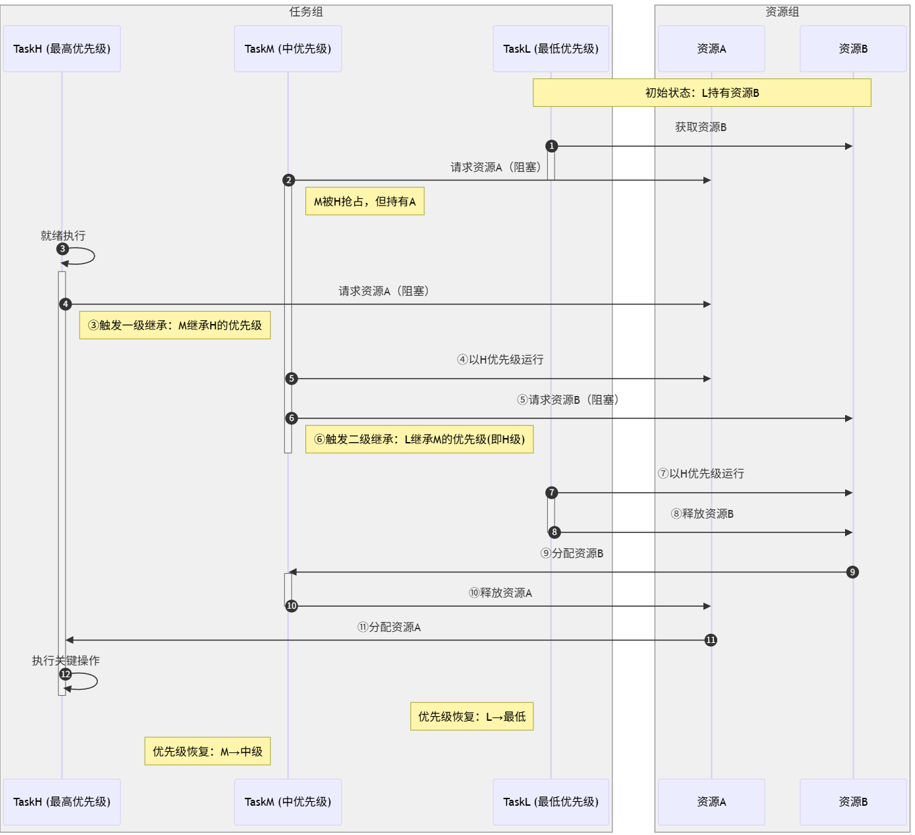 任务组
资源组
TaskH (最高优先级)
TaskM (中优先级)
TaskL (最低优先级)
资源A
资源B
初始状态：L持有资源B
获取资源B
1
请求资源A（阻塞）
2
M被H抢占，但持有A
就绪执行
3
请求资源A（阻塞）
4
③触发一级继承：M继承H的优先级
④以H优先级运行
5
⑤请求资源B（阻塞）
6
⑥触发二级继承：L继承M的优先级(即H级)
⑦以H优先级运行
7
⑧释放资源B
8
⑨分配资源B
9
⑩释放资源A
10
⑪分配资源A
11
执行关键操作
12
优先级恢复：L→最低
优先级恢复：M→中级
TaskH (最高优先级)
TaskM (中优先级)
TaskL (最低优先级)
资源A
资源B